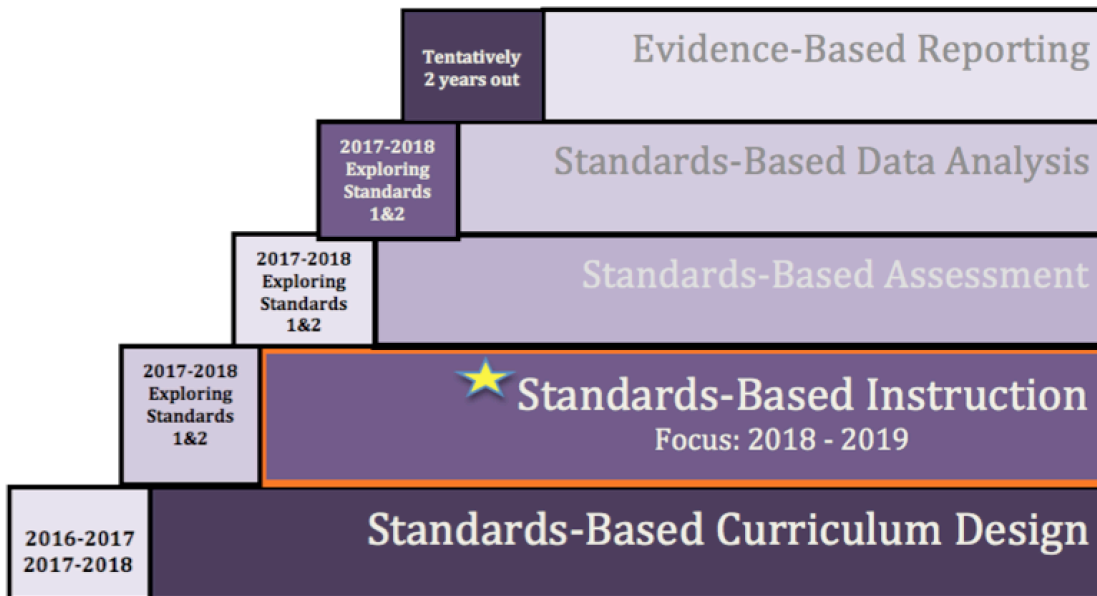 Tentatively
2 years out
Evidence-Based Reporting
2017-2018
Exploring
Standards
1&2
Standards-Based Data Analysis
2017-2018
Exploring
Standards
1&2
Standards-Based Assessment
2017-2018
Exploring
Standards
1&2
Standards-Based Instruction
Focus: 2018 - 2019
2016-2017
2017-2018
Standards-Based Curriculum Design